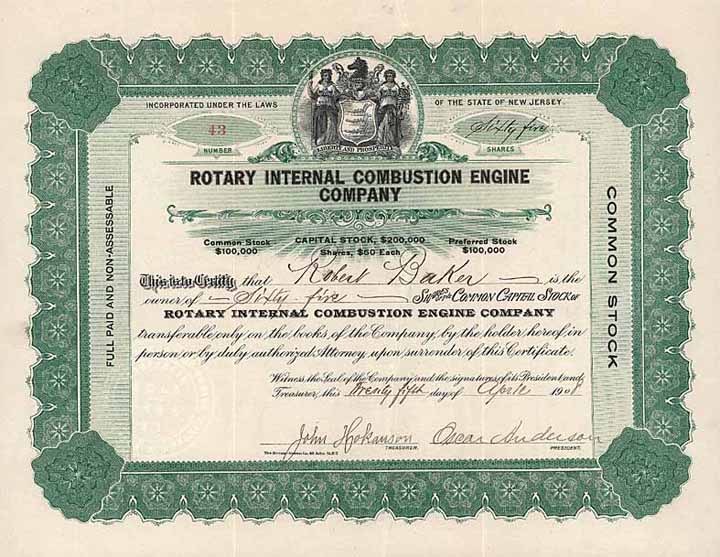 INCORPORATED UNDER THE LAWS OF THE STATE OF NEW JERSEY.
43 Sixty five
NUMBER SHARES
LIBERTY AND PROSPERITY
ROTARY INTERNAL COMBUSTION ENGINE
COMPANY
Common Stock CAPITAL STOCK, $200,000 Preferred Stock
$100,000 Shares, $50 Each $100,000
This is to Certify that Robert Baker is the
owner of Sixty five Shares of the Common Capital Stock of
ROTARY INTERNAL COMBUSTION ENGINE COMPANY
transferable only on the books of the Company, by the holder hereof in
person or by duly authorized Attorney, upon surrender of this Certificate.
Witness, the Seal of the Company and the signatures of its President and
Treasurer, this Twenty fifth day of April 1908
John Hokanson Oscar Anderson
TREASURER. PRESIDENT.
FULL PAID AND NON-ASSESSABLE
COMMON STOCK